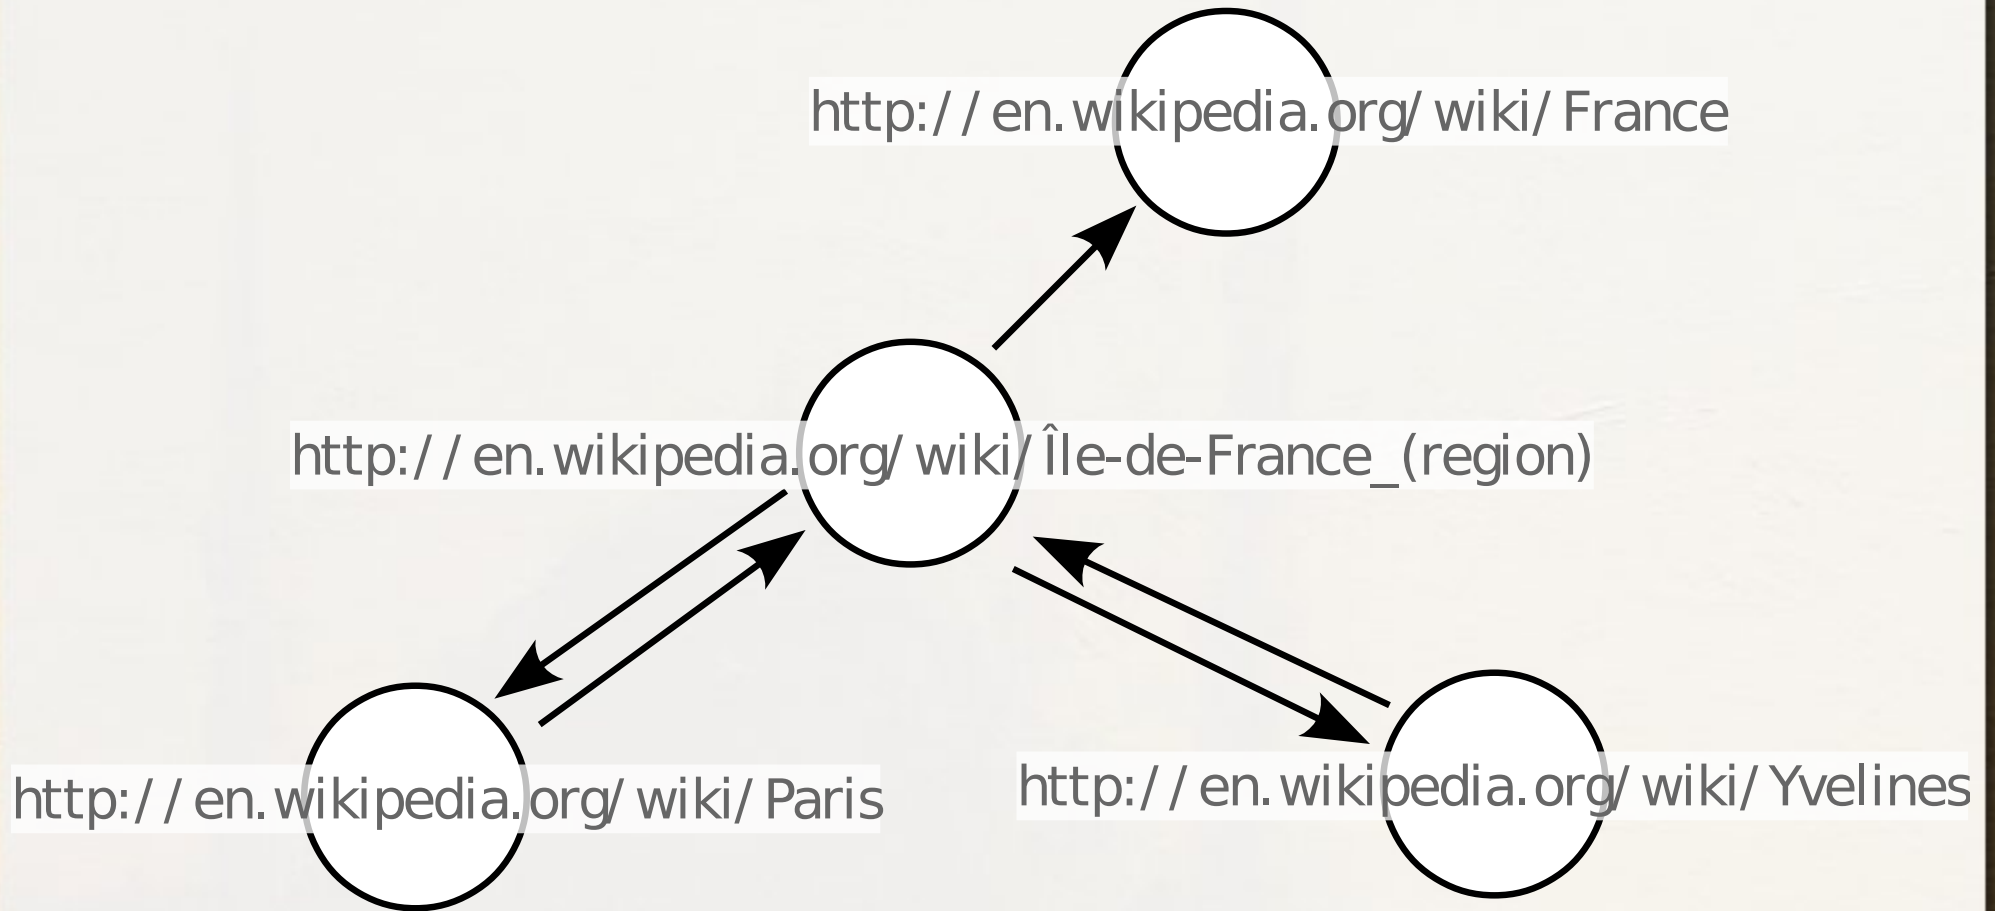 http://en.wikipedia.org/wiki/France
http://en.wikipedia.org/wiki/Île-de-France_(region)
http://en.wikipedia.org/wiki/Paris
http://en.wikipedia.org/wiki/Yvelines